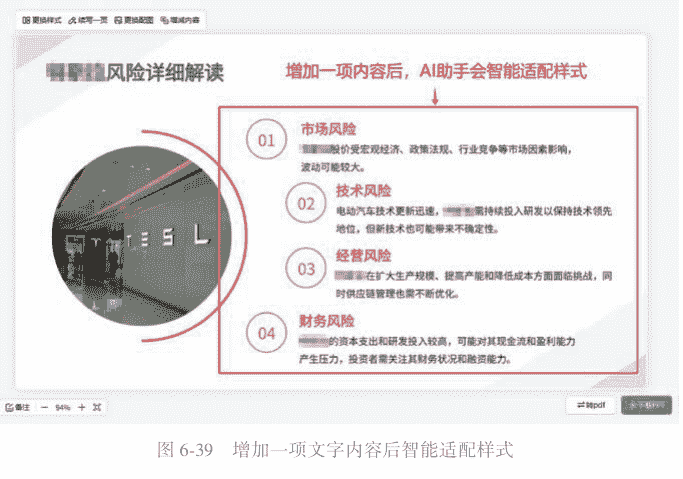 更换样式 续写一页 更换配图 增减内容
风险详细解读
增加一项内容后，AI助手会智能适配样式
01
市场风险
股价受宏观经济、政策法规、行业竞争等市场因素影响，
波动可能较大。
02
技术风险
电动汽车技术更新迅速，需持续投入研发以保持技术领先
地位，但新技术也可能带来不确定性。
03
经营风险
在扩大生产规模、提高产能和降低成本方面面临挑战，同
时供应链管理也需不断优化。
04
财务风险
的资本支出和研发投入较高，可能对其现金流和盈利能力
产生压力，投资者需关注其财务状况和融资能力。
TESL
备注 94%
转pdf
图 6-39 增加一项文字内容后智能适配样式